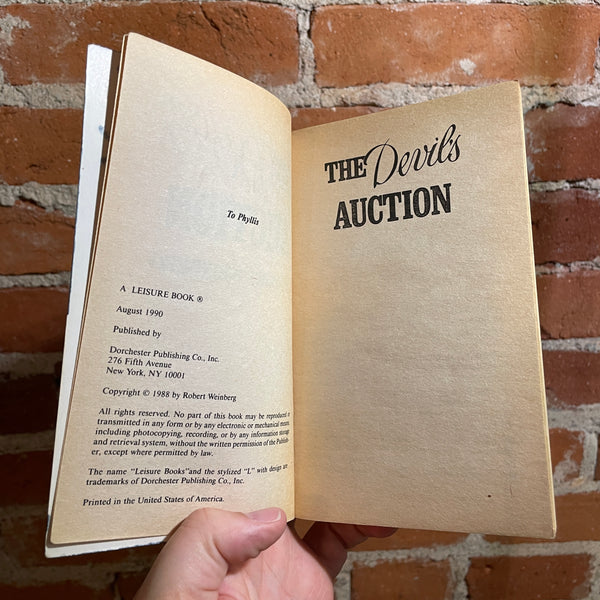 To Phyllis
A LEISURE BOOK ®
August 1990
Published by
Dorchester Publishing Co., Inc.
276 Fifth Avenue
New York, NY 10001
Copyright © 1988 by Robert Weinberg
All rights reserved. No part of this book may be reproduced or
transmitted in any form or by any electronic or mechanical means,
including photocopying, recording, or by any information storage
and retrieval system, without the written permission of the Publish-
er, except where permitted by law.
The name "Leisure Books"and the stylized "L" with design are
trademarks of Dorchester Publishing Co., Inc.
Printed in the United States of America.
THE Devil's
AUCTION